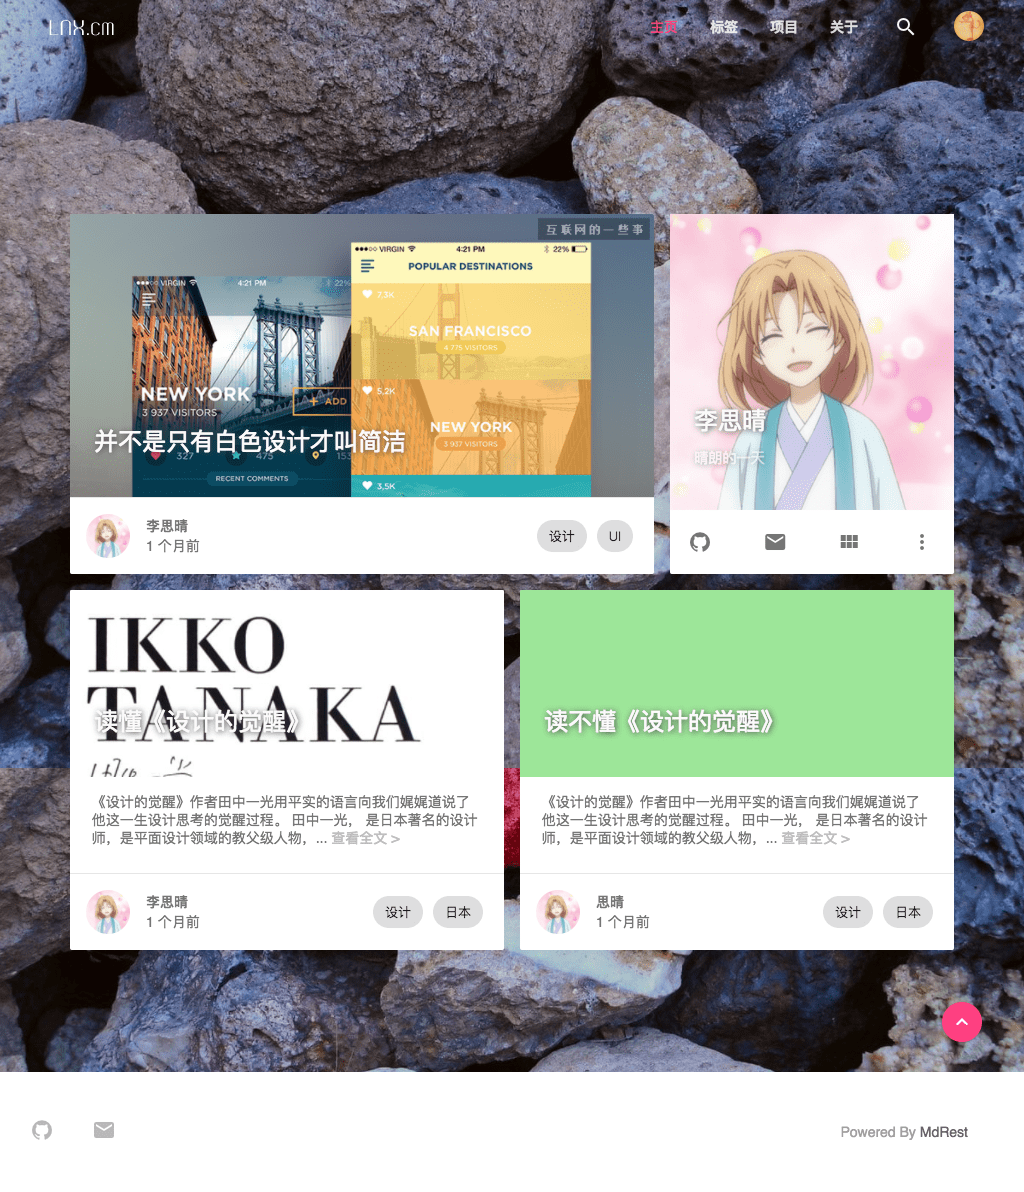 LNX.cm
主页
标签
项目
关于
互联网的一些事
VIRGIN 4:21 PM 22%
VIRGIN 4:21 PM 22%
POPULAR DESTINATIONS
7,3K
SAN FRANCISCO
4 775 VISITORS
NEW YORK
3 937 VISITORS
+ ADD
5,2K
NEW YORK
3 937 VISITORS
并不是只有白色设计才叫简洁
327
475
153
RECENT COMMENTS
3,5K
李思晴
1 个月前
设计
UI
李思晴
晴朗的一天
IKKO
TANAKA
读懂《设计的觉醒》
《设计的觉醒》作者田中一光用平实的语言向我们娓娓道说了
他这一生设计思考的觉醒过程。 田中一光， 是日本著名的设计
师，是平面设计领域的教父级人物，... 查看全文 >
李思晴
1 个月前
设计
日本
读不懂《设计的觉醒》
《设计的觉醒》作者田中一光用平实的语言向我们娓娓道说了
他这一生设计思考的觉醒过程。 田中一光， 是日本著名的设计
师，是平面设计领域的教父级人物，... 查看全文 >
思晴
1 个月前
设计
日本
Powered By MdRest